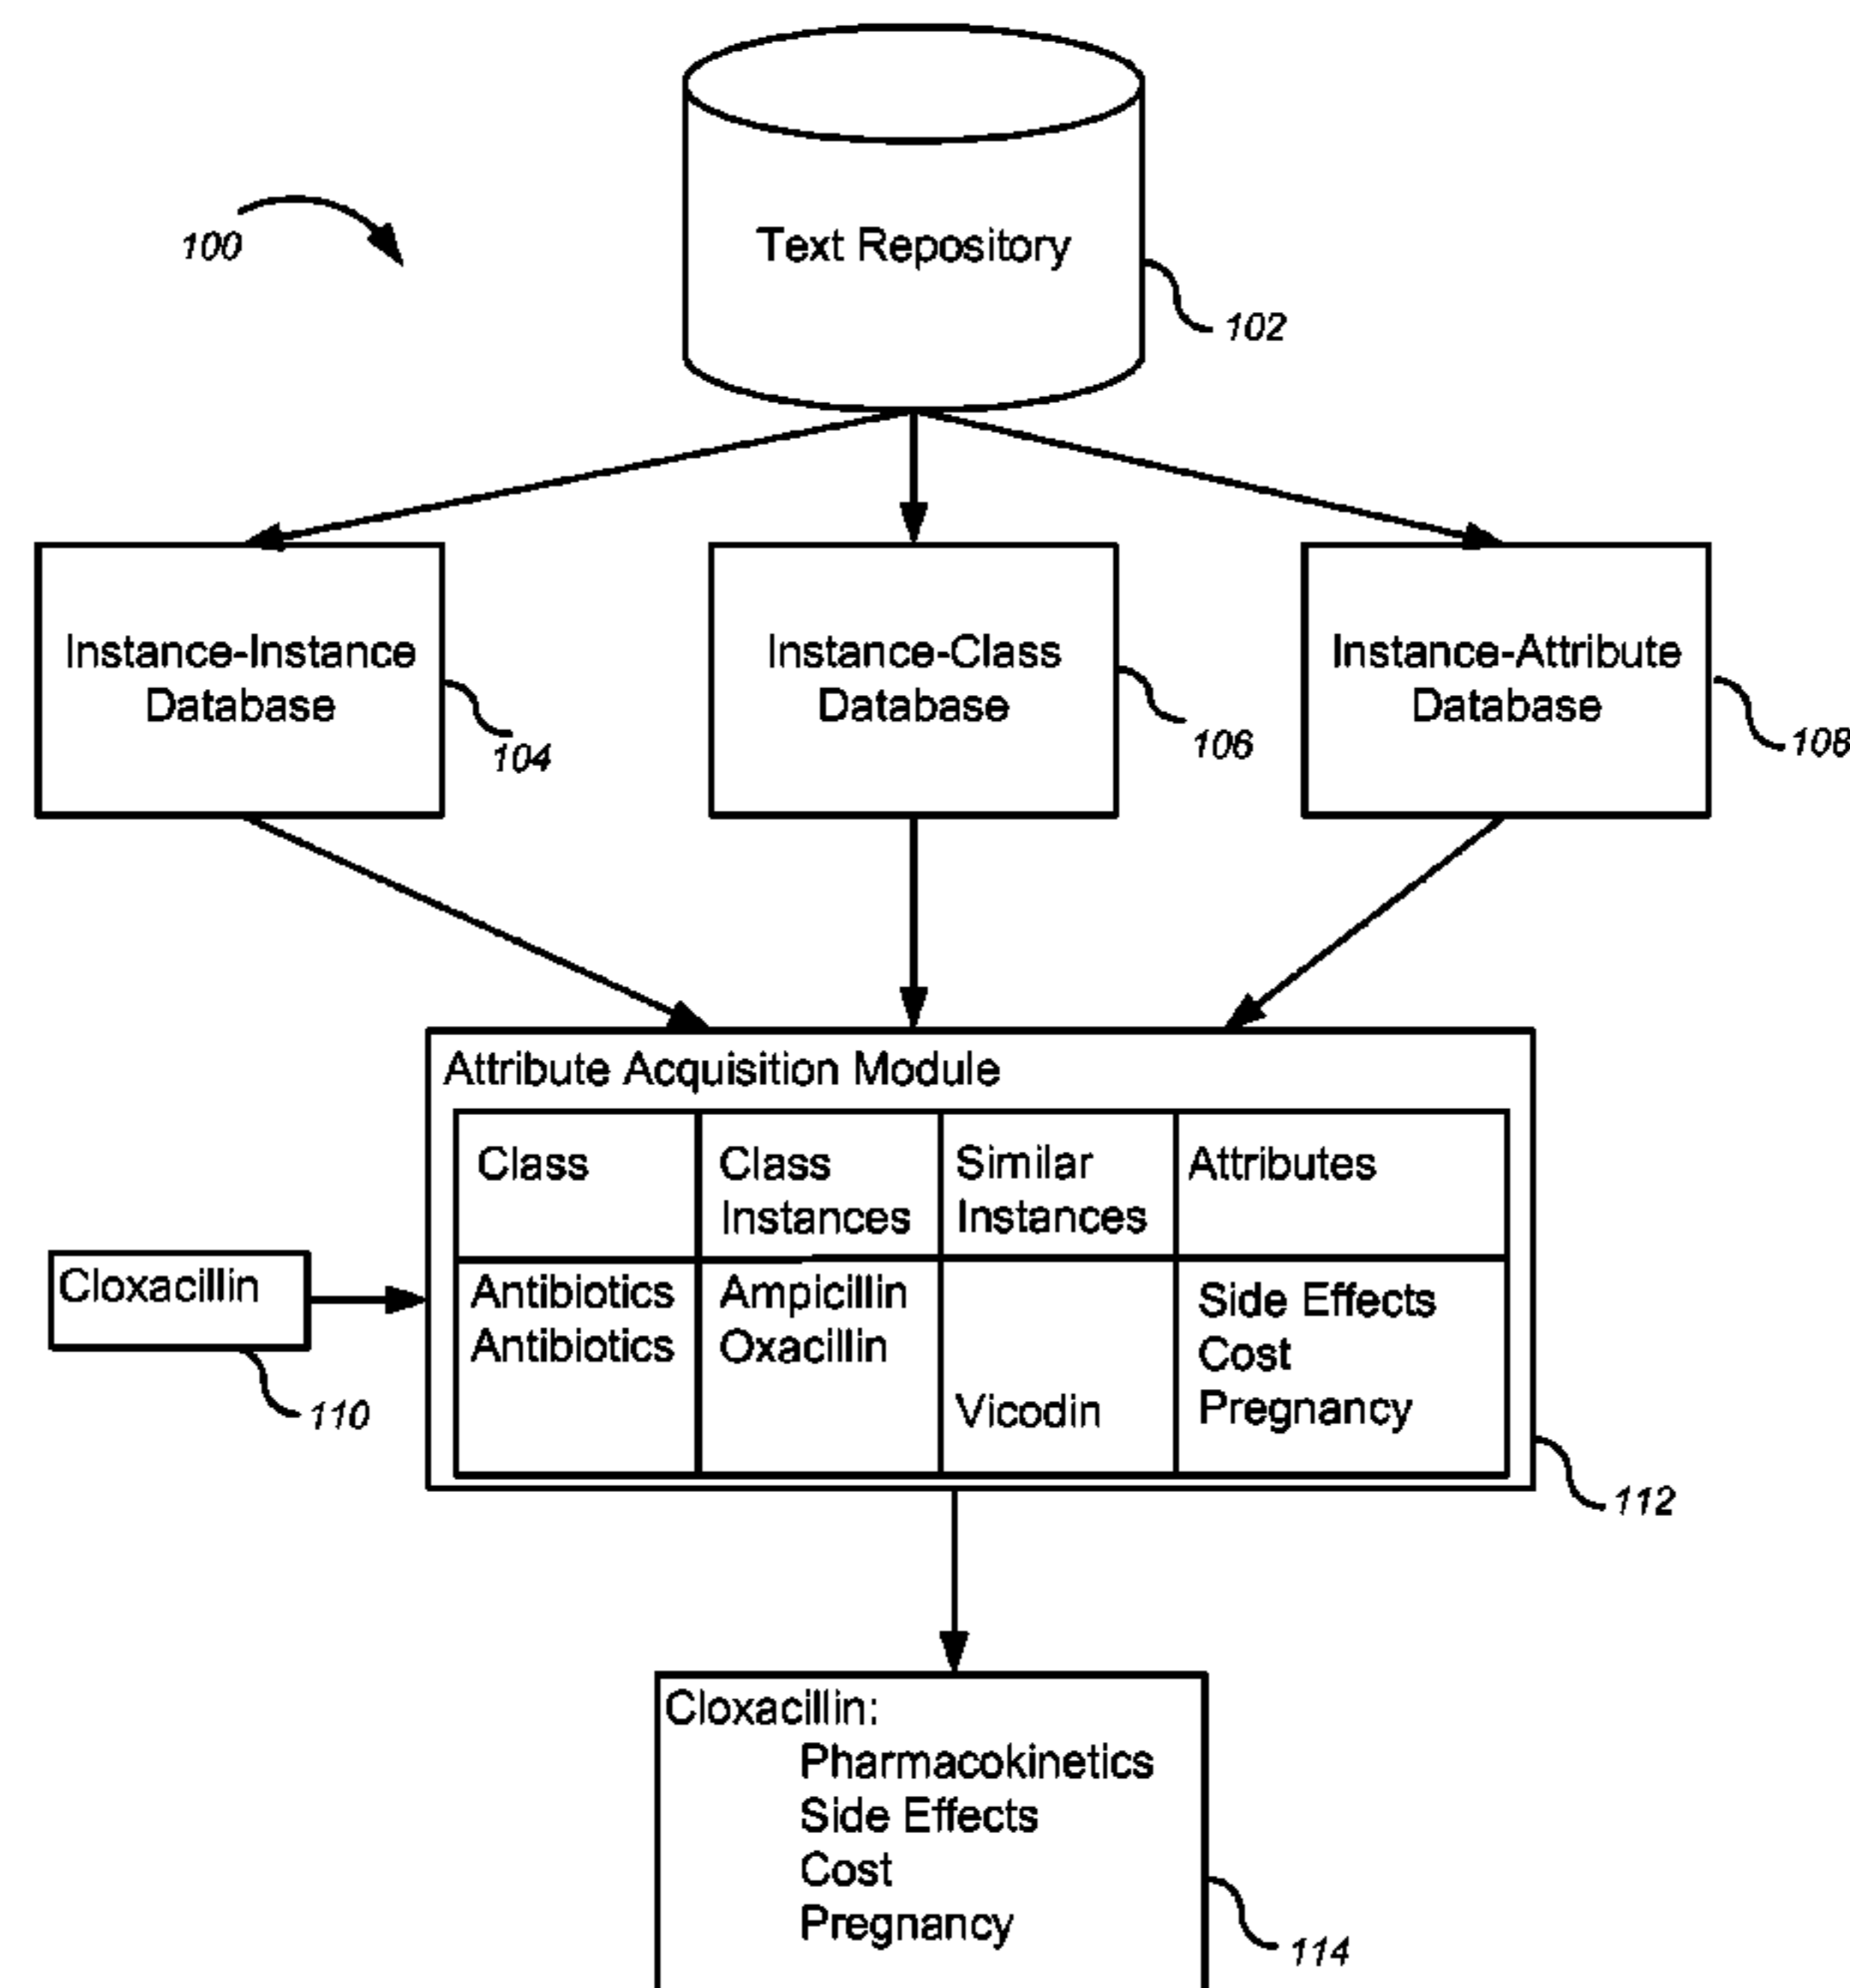 Text Repository
100
102
Instance-Instance
Database
104
Instance-Class
Database
106
Instance-Attribute
Database
108
Attribute Acquisition Module
Class
Class
Instances
Similar
Instances
Attributes
Cloxacillin
110
Antibiotics
Antibiotics
Ampicillin
Oxacillin
Vicodin
Side Effects
Cost
Pregnancy
112
Cloxacillin:
Pharmacokinetics
Side Effects
Cost
Pregnancy
114